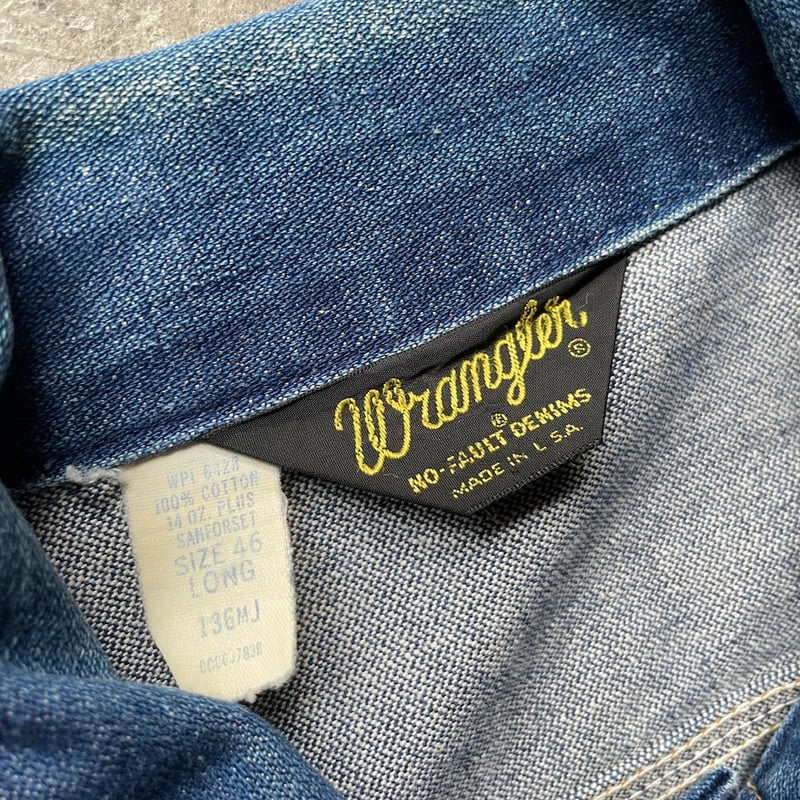 Wrangler
®
®
NO-FAULT DENIMS
MADE IN U.S.A.
WPL 6428
100% COTTON
14 OZ. PLUS
SANFORSET
SIZE 46
LONG
136MJ